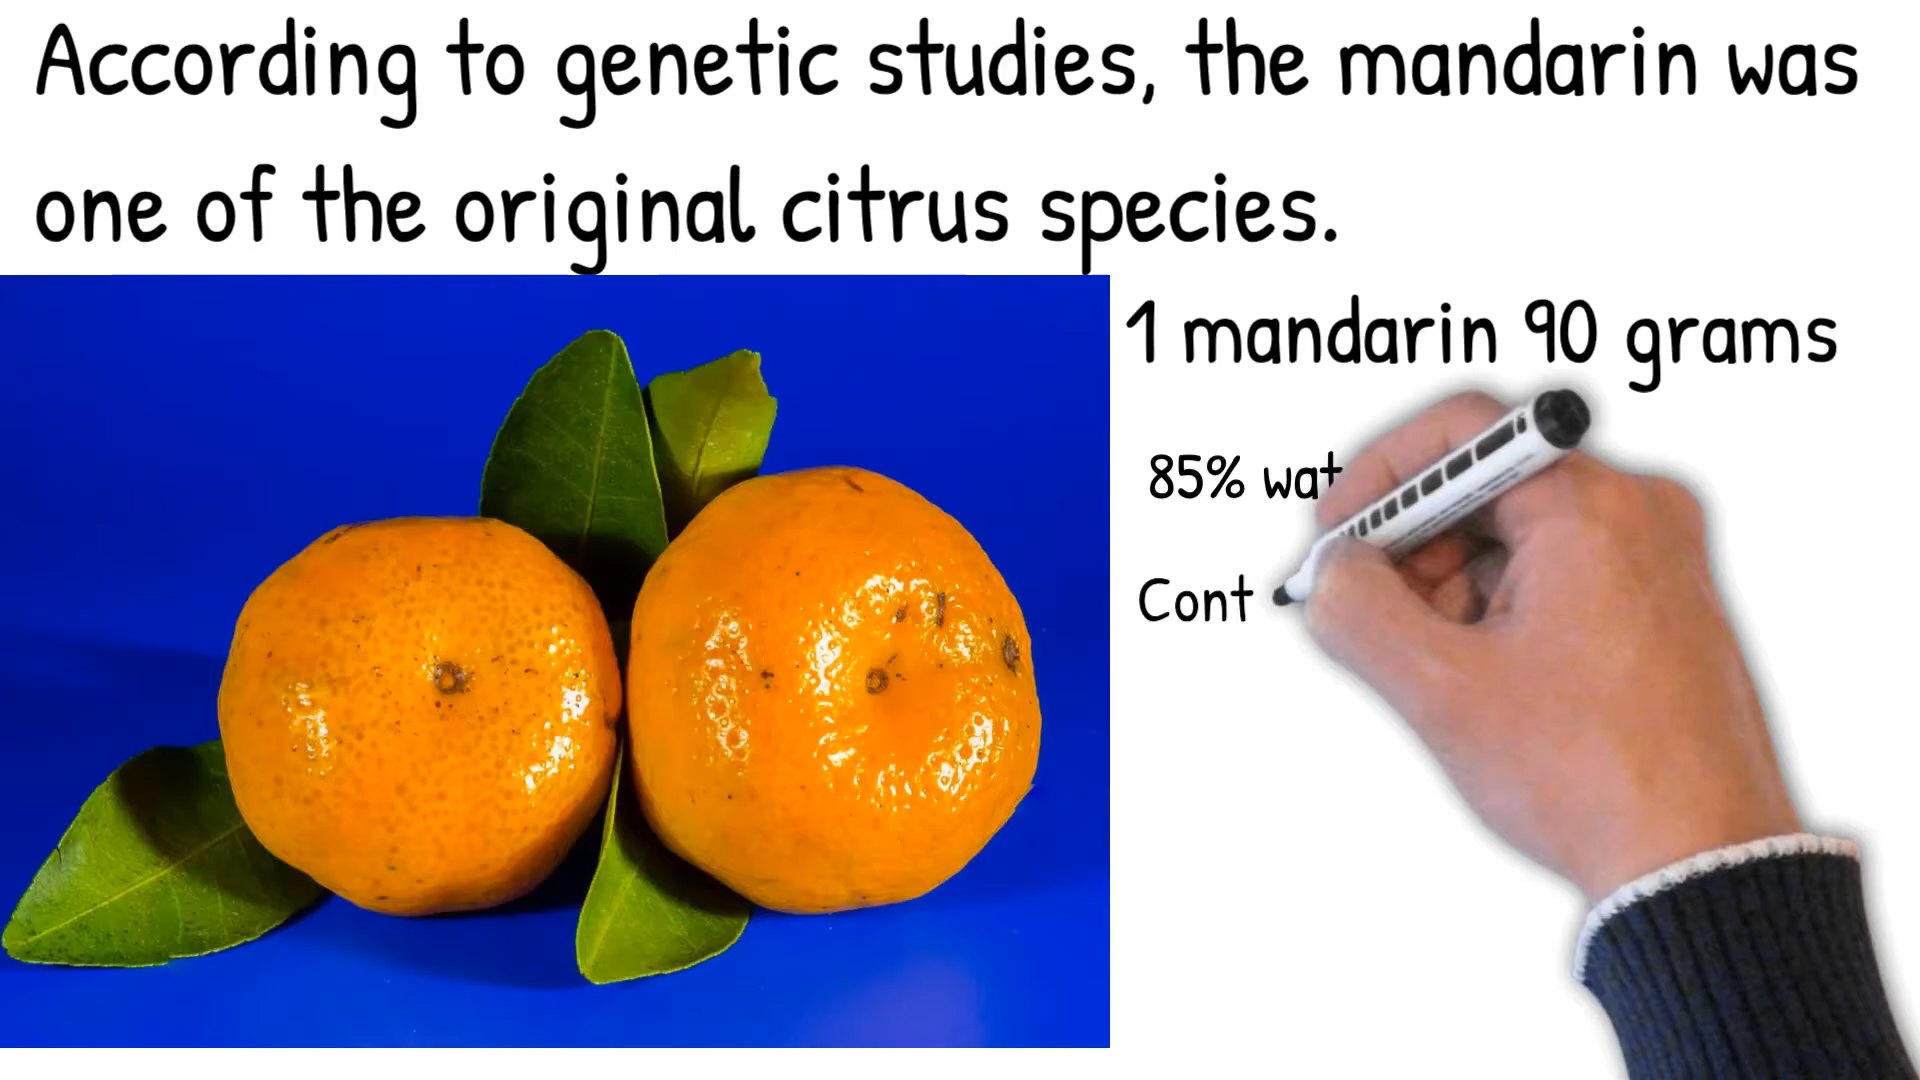 According to genetic studies, the mandarin was
one of the original citrus species.
1 mandarin 90 grams
85% wat
Cont